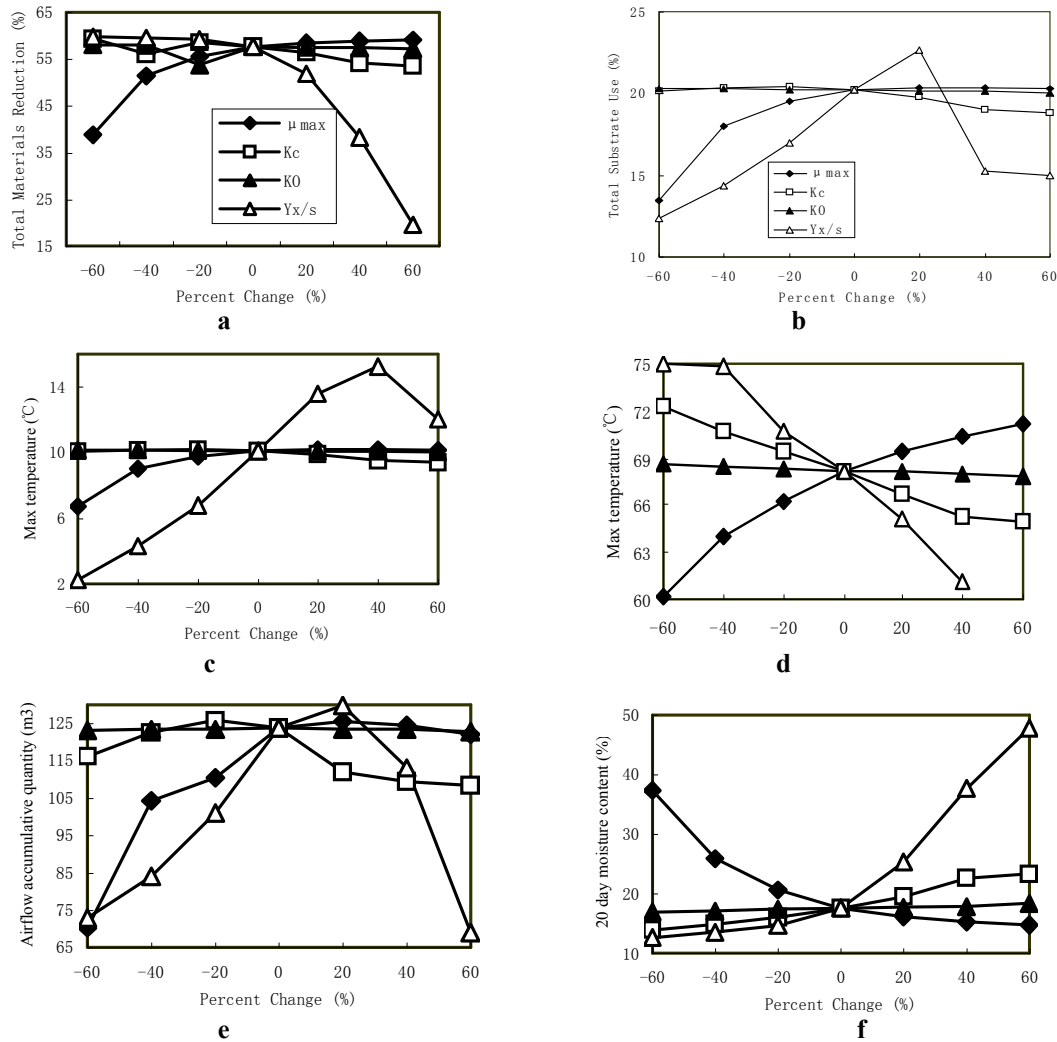 Total Materials Reduction (%)
65
55
45
35
25
15
μmax
Kc
KO
Yx/s
-60 -40 -20 0 20 40 60
Percent Change (%)
a
Total Substrate Use (%)
25
20
15
10
μmax
Kc
KO
Yx/s
-60 -40 -20 0 20 40 60
Percent Change (%)
b
Max temperature (℃)
14
10
6
2
-60 -40 -20 0 20 40 60
Percent Change (%)
c
Max temperature (℃)
75
72
69
66
63
60
-60 -40 -20 0 20 40 60
d
Airflow accumulative quantity (m3)
125
115
105
95
85
75
65
-60 -40 -20 0 20 40 60
Percent Change (%)
e
20 day moisture content (%)
50
40
30
20
10
-60 -40 -20 0 20 40 60
Percent Change (%)
f